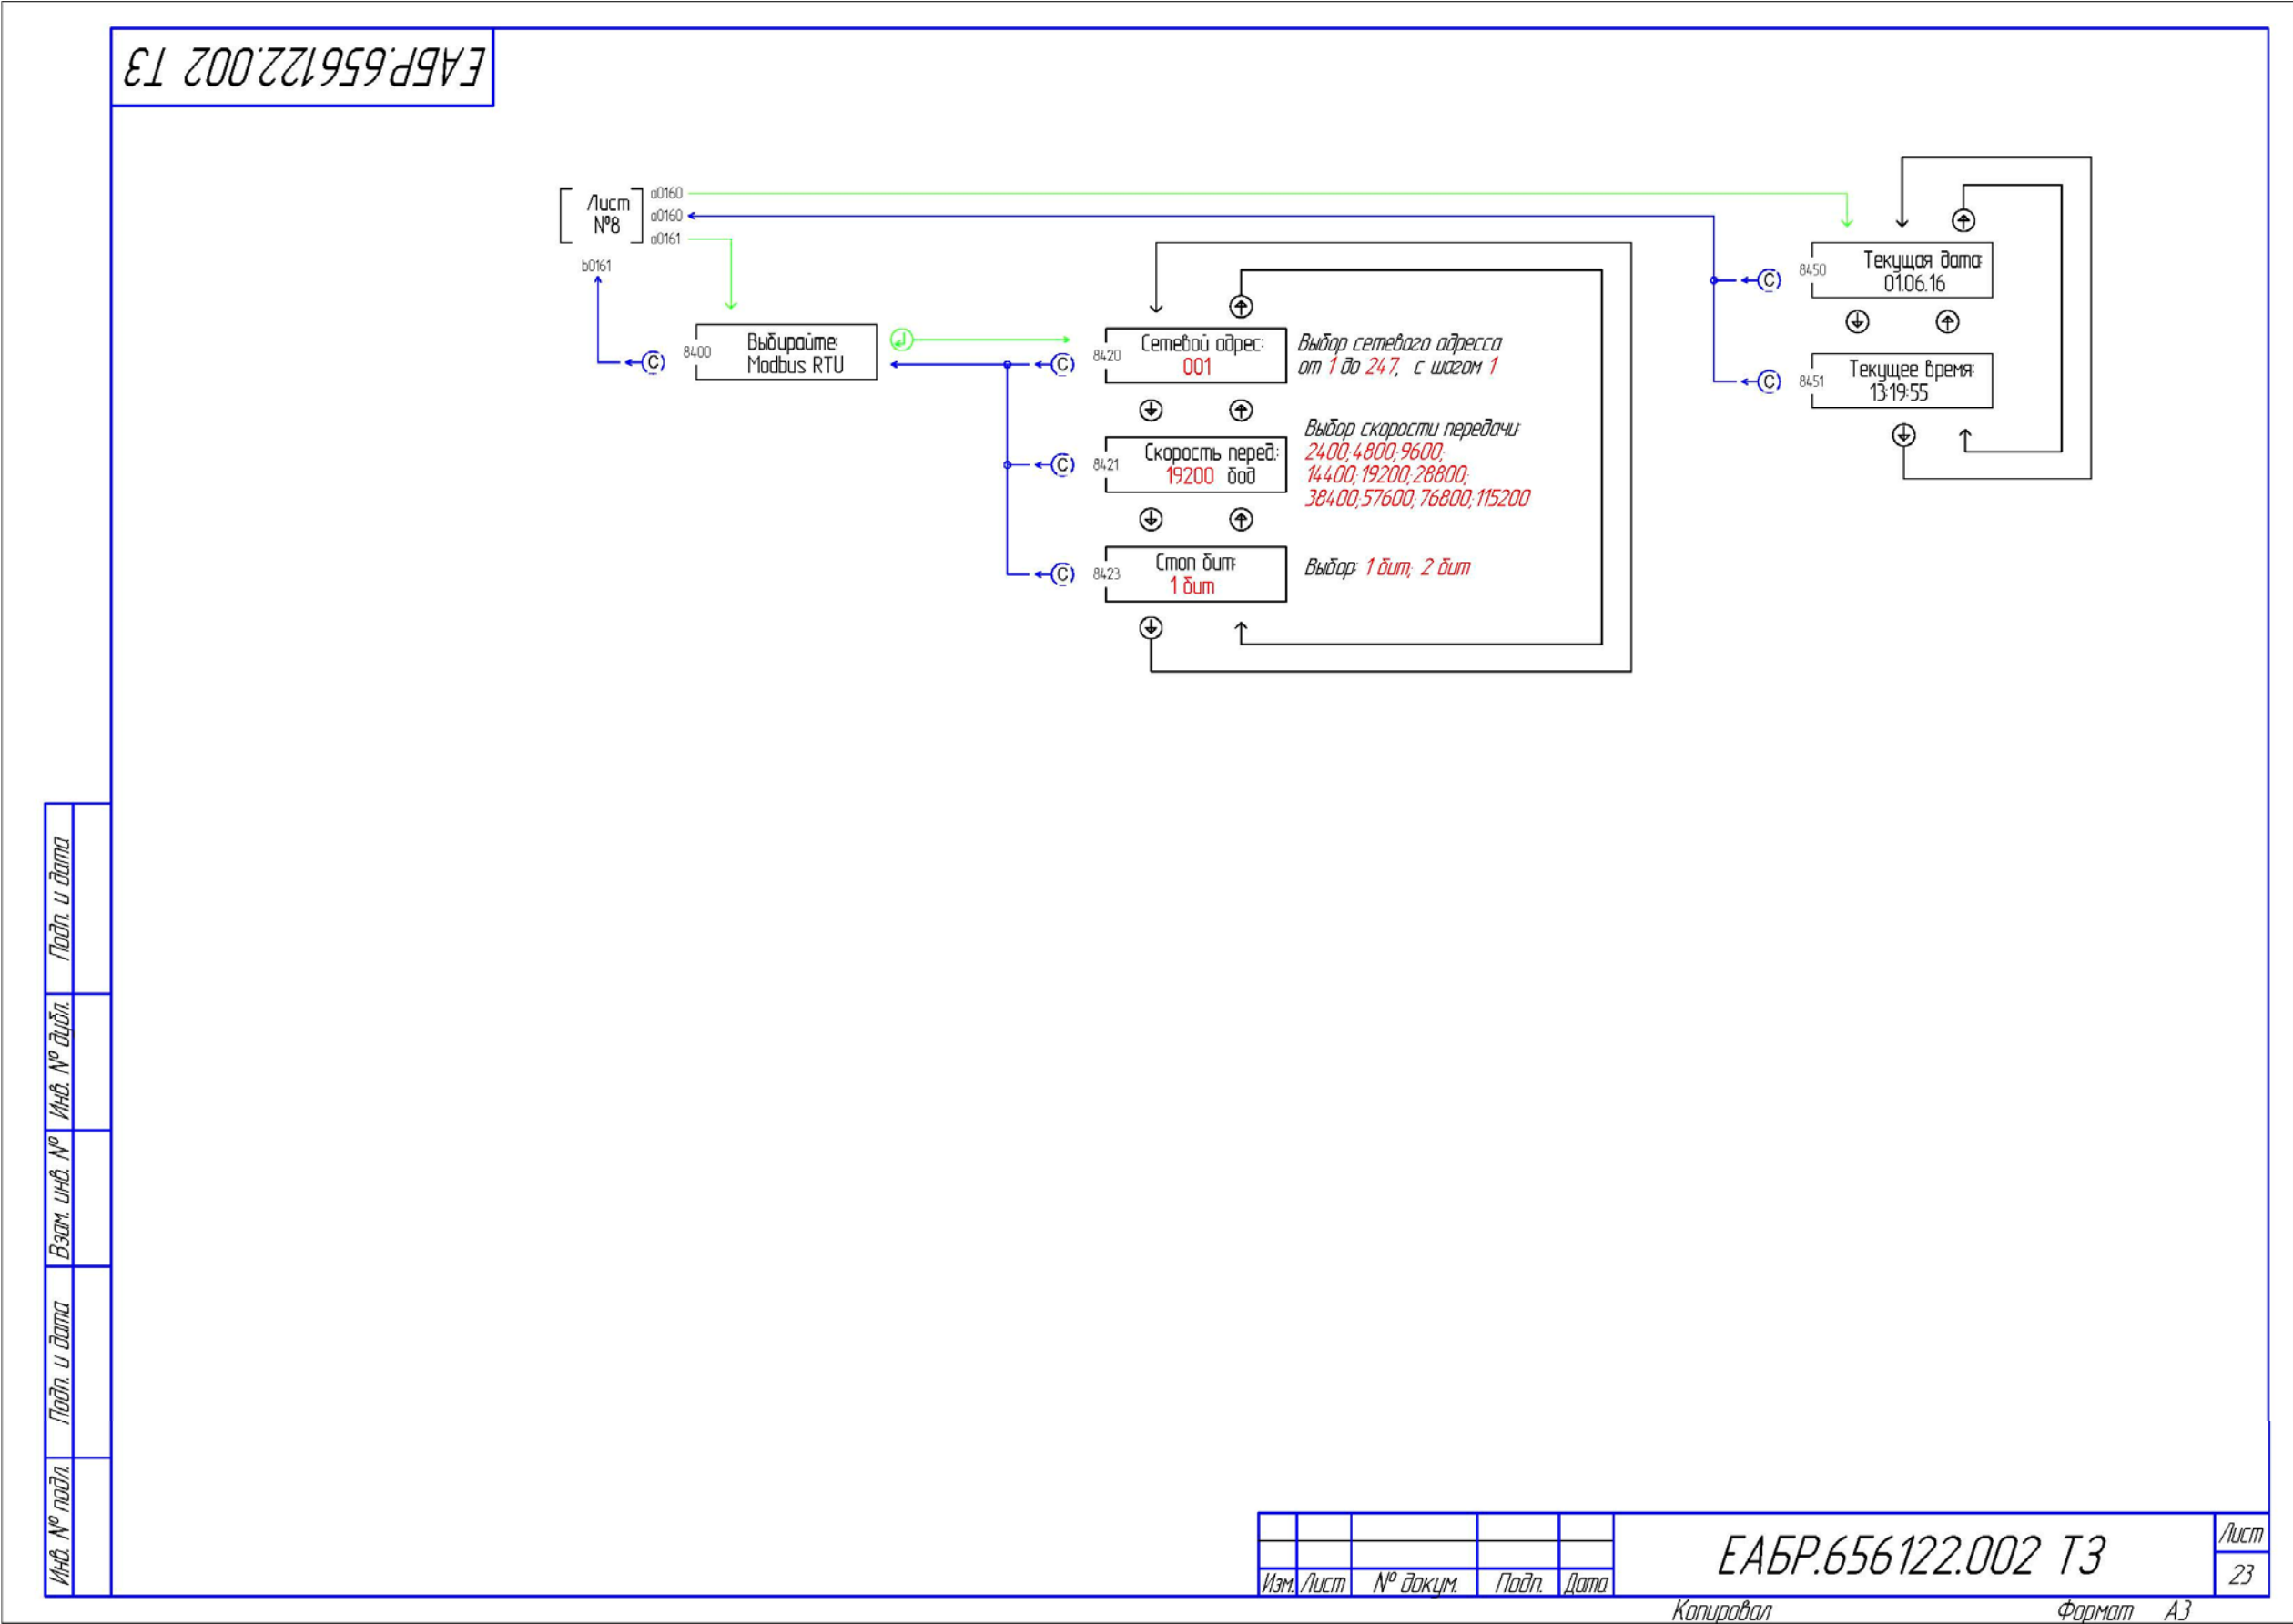 ЕАБР.656122.002 ТЗ
Лист
№8
а0160
а0160
а0161
b0161
С
8400
Выбирайте:
Modbus RTU
С
8420
Сетевой адрес:
001
Выбор сетевого адресса
от 1 до 247, с шагом 1
С
8421
Скорость перед.:
19200 бод
Выбор скорости передачи:
2400;4800;9600;
14400;19200;28800;
38400;57600;76800;115200
С
8423
Стоп бит:
1 бит
Выбор: 1 бит; 2 бит
С
8450
Текущая дата:
01.06.16
С
8451
Текущее время:
13:19:55
Подп. и дата
Инв. № дубл.
Взам. инв. №
Подп. и дата
Инв. № подл.
Изм. Лист № докум. Подп. Дата
ЕАБР.656122.002 ТЗ
Лист
23
Копировал
Формат А3